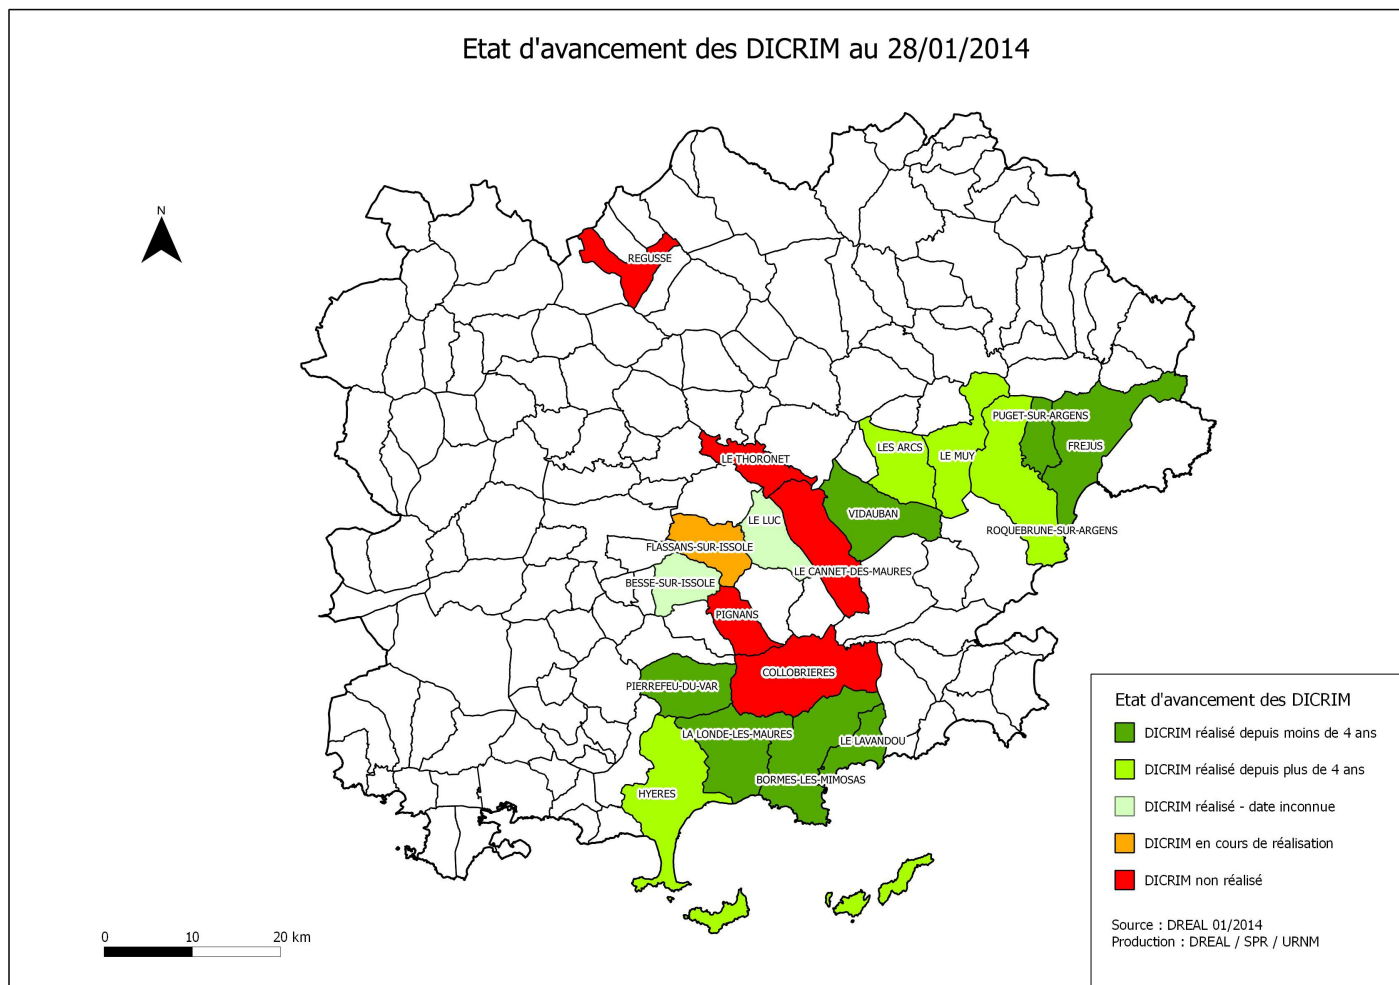 Etat d'avancement des DICRIM au 28/01/2014
N
REGUSSE
PUGET-SUR-ARGENS
FREJUS
LES ARCS
LE MUY
LE THORONET
VIDAUBAN
LE LUC
ROQUEBRUNE-SUR-ARGENS
FLASSANS-SUR-ISSOLE
LE CANNET-DES-MAURES
BESSE-SUR-ISSOLE
PIGNANS
COLLOBRIERES
PIERREFEU-DU-VAR
LA LONDE-LES-MAURES
LE LAVANDOU
BORMES-LES-MIMOSAS
HYERES
Etat d'avancement des DICRIM
DICRIM réalisé depuis moins de 4 ans
DICRIM réalisé depuis plus de 4 ans
DICRIM réalisé - date inconnue
DICRIM en cours de réalisation
DICRIM non réalisé
Source : DREAL 01/2014
Production : DREAL / SPR / URNM
0 10 20 km